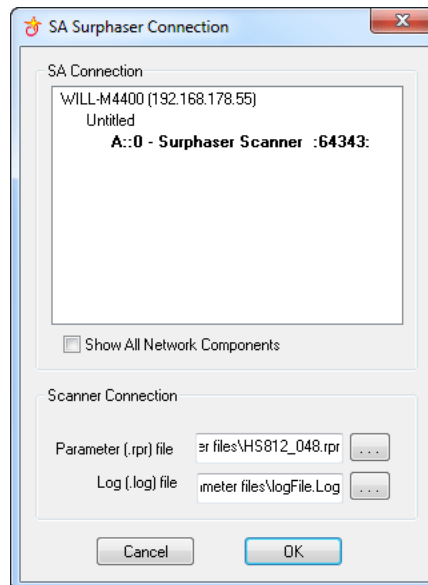 SA Surphaser Connection
SA Connection
WILL-M4400 (192.168.178.55)
Untitled
A::0 - Surphaser Scanner :64343:
Show All Network Components
Scanner Connection
Parameter (.rpr) file er files\HS812_048.rpr ...
Log (.log) file meter files\logFile.Log ...
Cancel OK